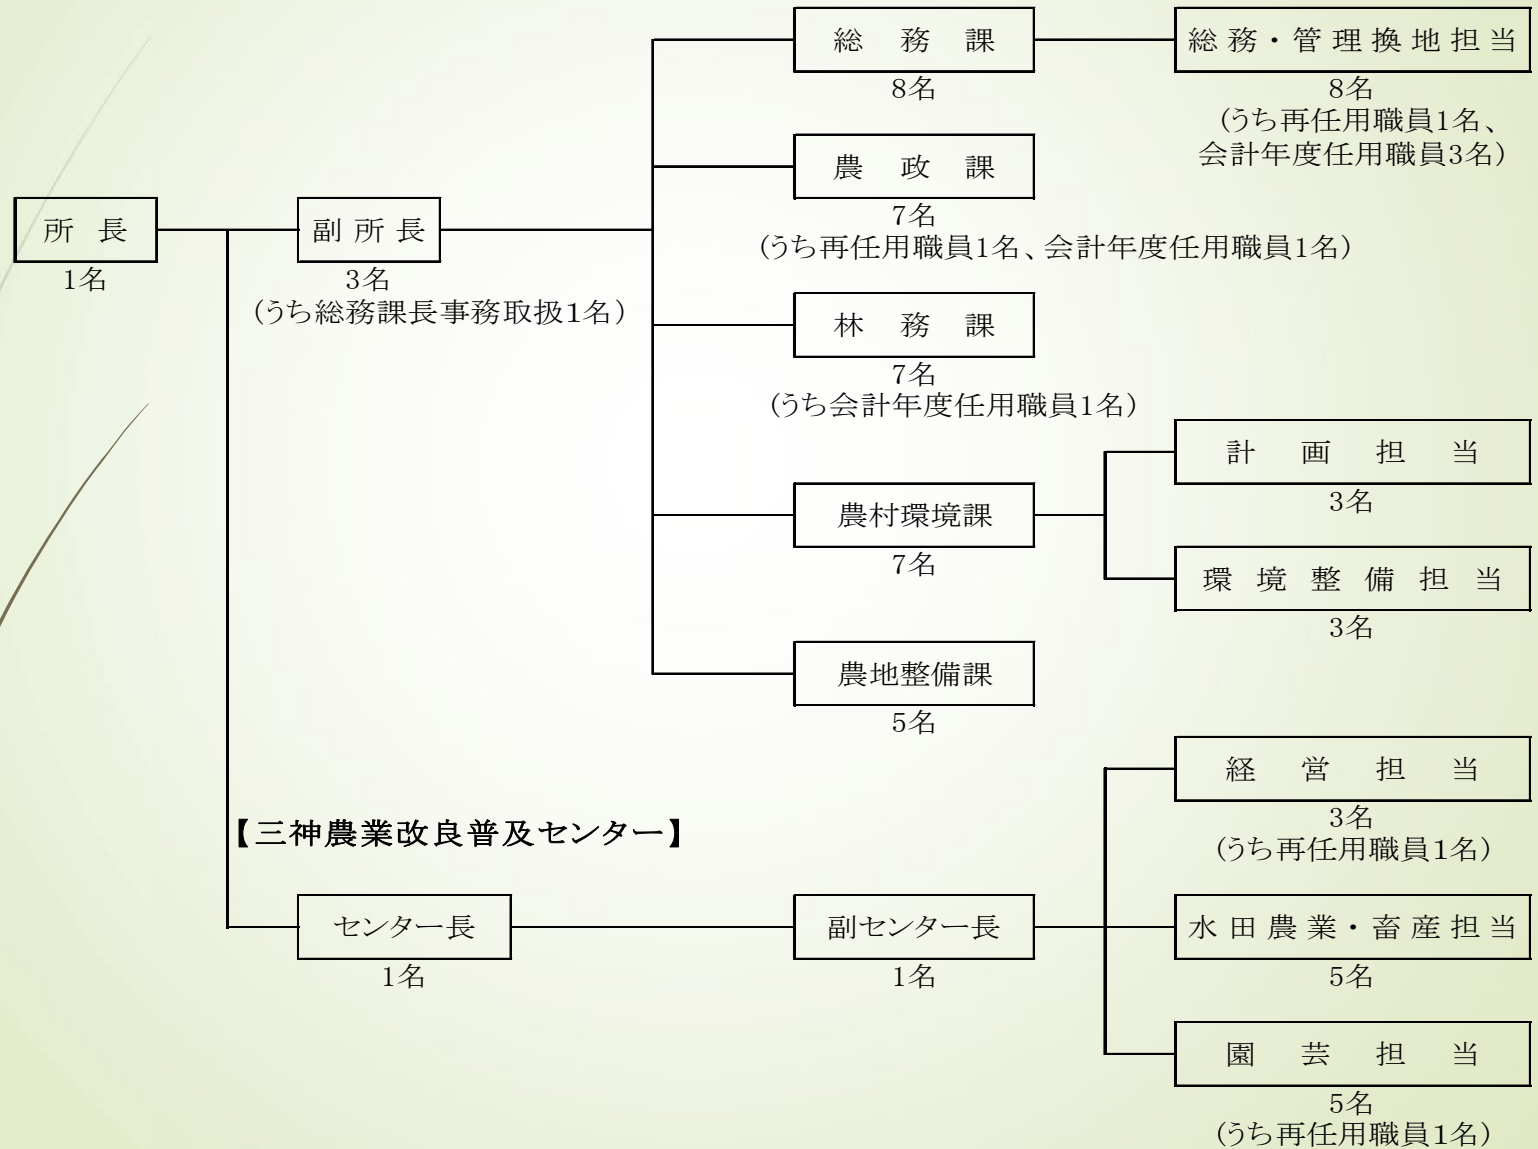 総務課
8名
総務・管理換地担当
8名
(うち再任用職員1名、
会計年度任用職員3名)
農政課
7名
(うち再任用職員1名、会計年度任用職員1名)
所長
1名
副所長
3名
(うち総務課長事務取扱1名)
林務課
7名
(うち会計年度任用職員1名)
農村環境課
7名
計画担当
3名
環境整備担当
3名
農地整備課
5名
【三神農業改良普及センター】
センター長
1名
副センター長
1名
経営担当
3名
(うち再任用職員1名)
水田農業・畜産担当
5名
園芸担当
5名
(うち再任用職員1名)